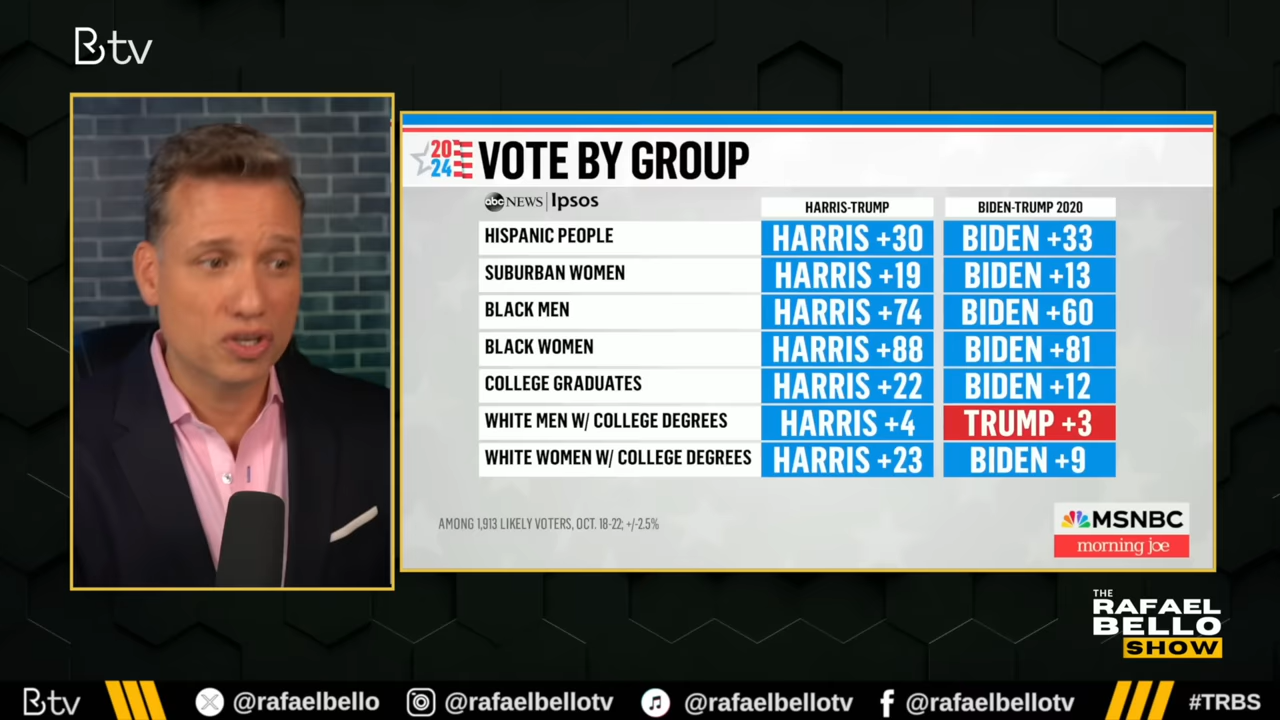 Btv
2024 VOTE BY GROUP
abc NEWS | Ipsos
HARRIS-TRUMP BIDEN-TRUMP 2020
HISPANIC PEOPLE HARRIS +30 BIDEN +33
SUBURBAN WOMEN HARRIS +19 BIDEN +13
BLACK MEN HARRIS +74 BIDEN +60
BLACK WOMEN HARRIS +88 BIDEN +81
COLLEGE GRADUATES HARRIS +22 BIDEN +12
WHITE MEN W/ COLLEGE DEGREES HARRIS +4 TRUMP +3
WHITE WOMEN W/ COLLEGE DEGREES HARRIS +23 BIDEN +9
AMONG 1,913 LIKELY VOTERS, OCT. 18-22; +/-2.5%
MSNBC
morning joe
THE
RAFAEL
BELLO
SHOW
Btv @rafaelbello @rafaelbellotv @rafaelbellotv @rafaelbellotv #TRBS